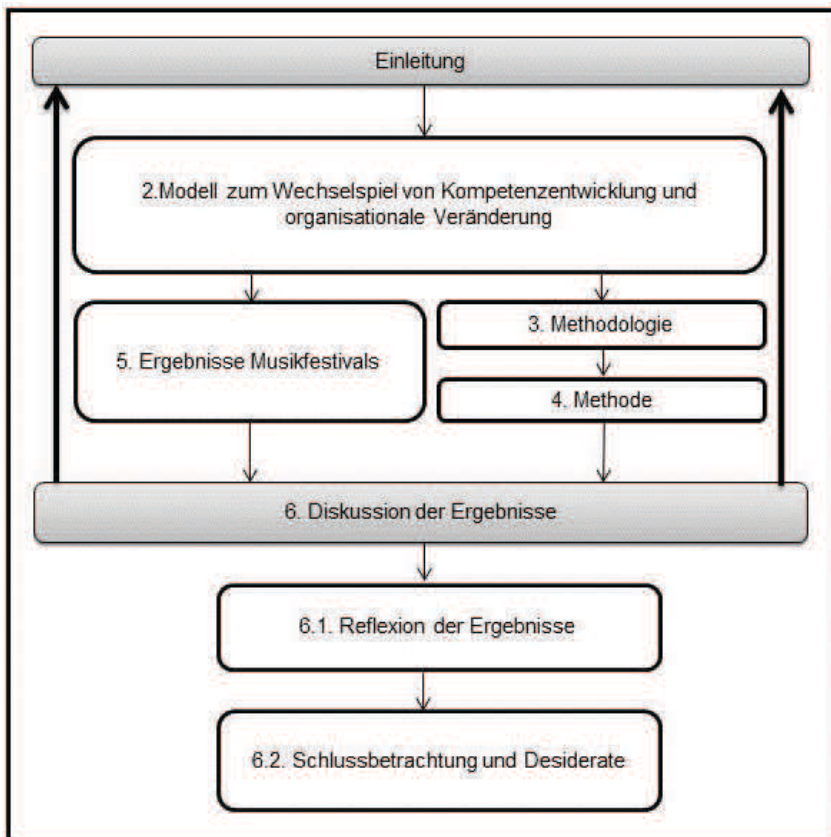 Einleitung
2.Modell zum Wechselspiel von Kompetenzentwicklung und
organisationale Veränderung
5. Ergebnisse Musikfestivals
3. Methodologie
4. Methode
6. Diskussion der Ergebnisse
6.1. Reflexion der Ergebnisse
6.2. Schlussbetrachtung und Desiderate